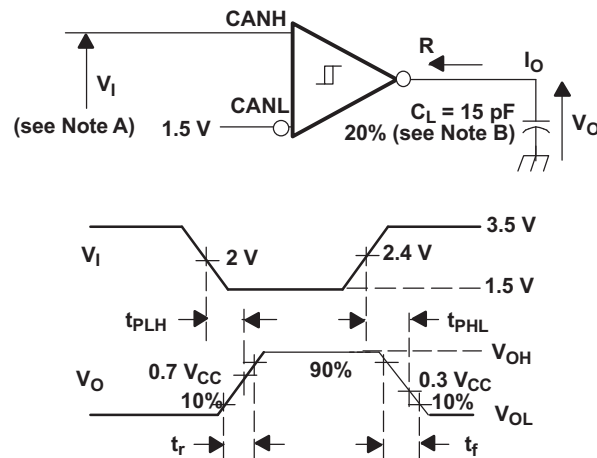 CANH
R
I_O
V_I
CANL
(see Note A)
1.5 V
C_L = 15 pF
20% (see Note B)
V_O
3.5 V
V_I
2 V
2.4 V
1.5 V
t_PLH
t_PHL
V_OH
V_O
0.7 V_CC
90%
0.3 V_CC
10%
10%
V_OL
t_r
t_f